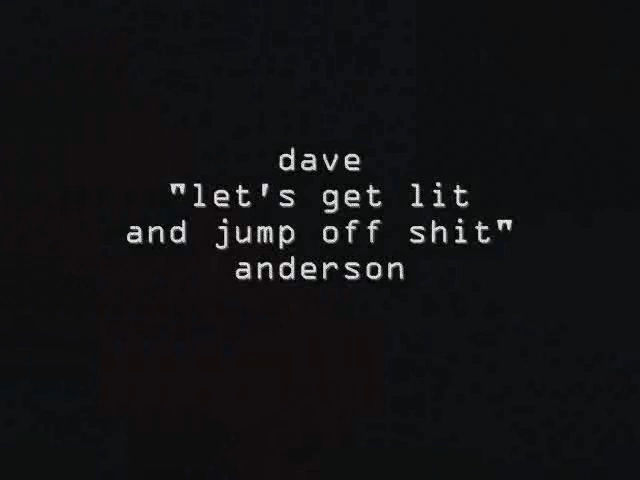 dave
"let's get lit
and jump off shit"
anderson